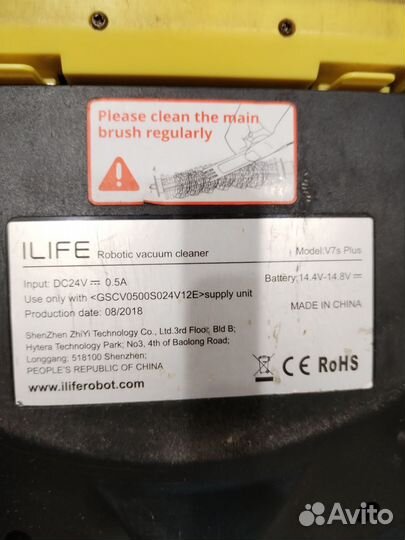 Please clean the main
brush regularly
ILIFE Robotic vacuum cleaner Model:V7s Plus
Input: DC24V ⎓ 0.5A Battery:14.4V-14.8V⎓
Use only with <GSCV0500S024V12E>supply unit
Production date: 08/2018 MADE IN CHINA
ShenZhen ZhiYi Technology Co., Ltd.3rd Floor, Bld B;
Hytera Technology Park; No3, 4th of Baolong Road;
Longgang: 518100 Shenzhen;
PEOPLE'S REPUBLIC OF CHINA
CE RoHS
www.iliferobot.com
Avito